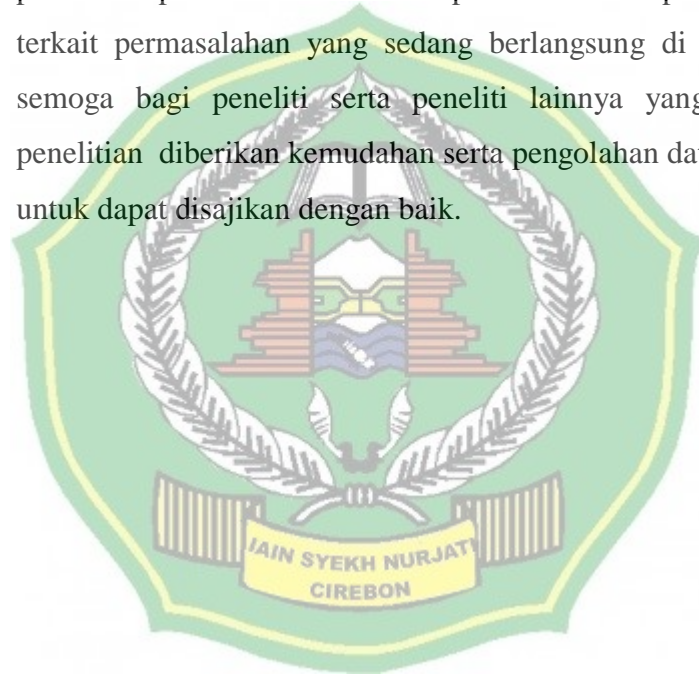 terkait permasalahan yang sedang berlangsung di
semoga bagi peneliti serta peneliti lainnya yang
penelitian diberikan kemudahan serta pengolahan da
untuk dapat disajikan dengan baik.
IAIN SYEKH NURJATI
CIREBON